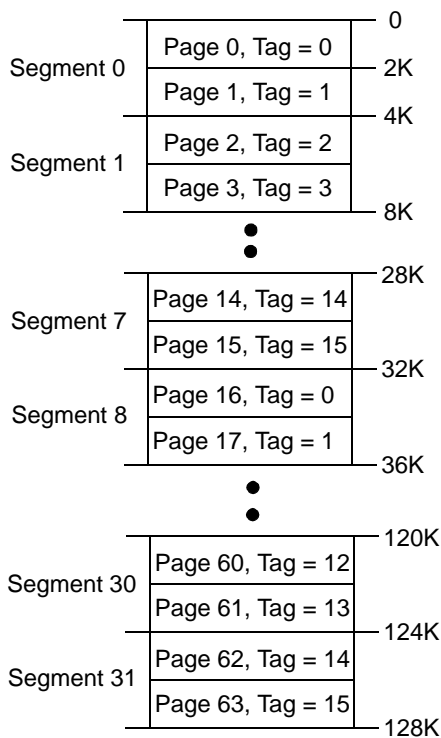 0
Page 0, Tag = 0
Segment 0
2K
Page 1, Tag = 1
4K
Page 2, Tag = 2
Segment 1
Page 3, Tag = 3
8K
28K
Page 14, Tag = 14
Segment 7
Page 15, Tag = 15
32K
Page 16, Tag = 0
Segment 8
Page 17, Tag = 1
36K
120K
Page 60, Tag = 12
Segment 30
Page 61, Tag = 13
124K
Page 62, Tag = 14
Segment 31
Page 63, Tag = 15
128K